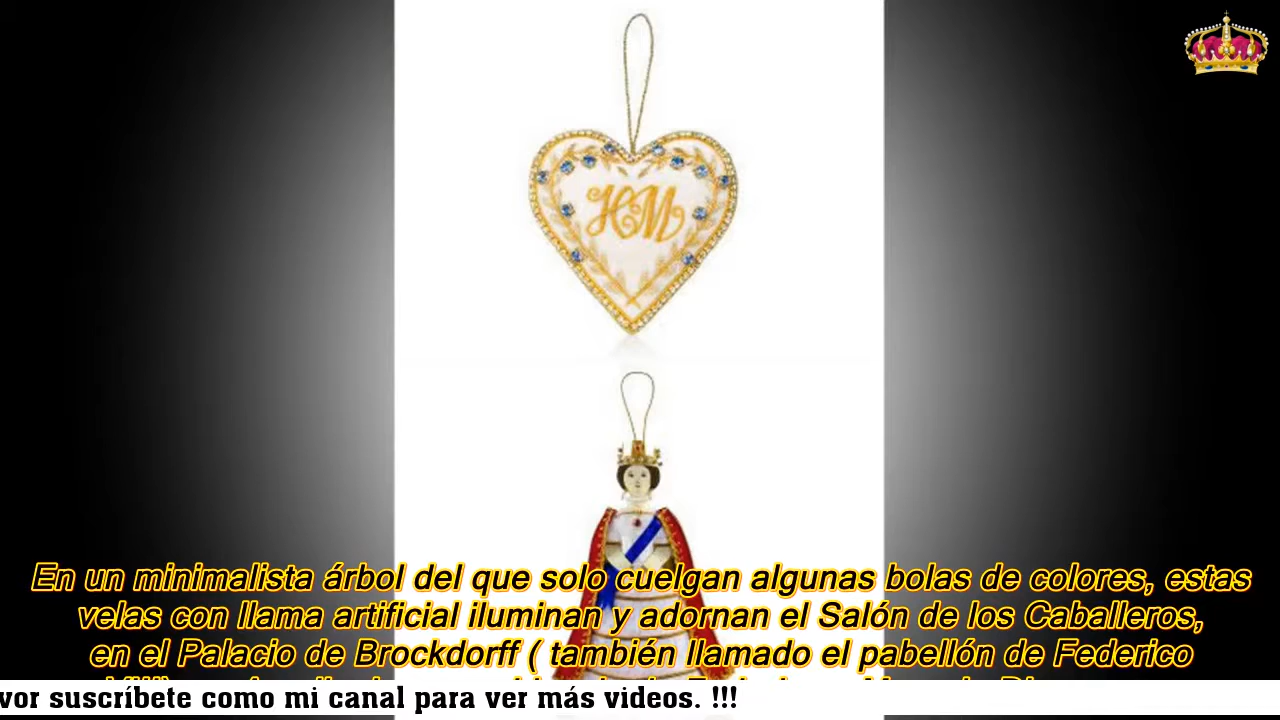 HM
En un minimalista árbol del que solo cuelgan algunas bolas de colores, estas
velas con llama artificial iluminan y adornan el Salón de los Caballeros,
en el Palacio de Brockdorff ( también llamado el pabellón de Federico
vor suscríbete como mi canal para ver más videos. !!!